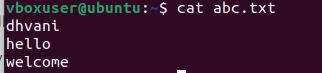 vboxuser@ubuntu:~$ cat abc.txt
dhvani
hello
welcome